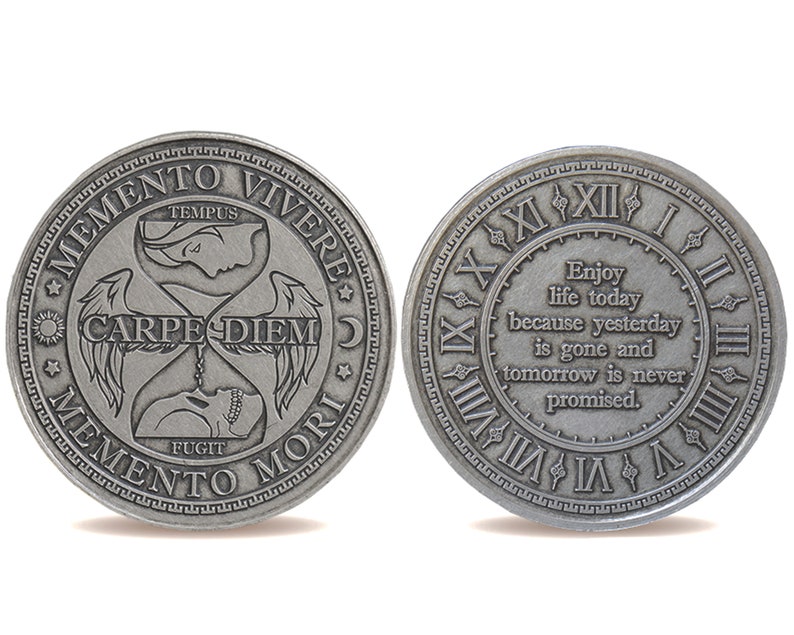 MEMENTO VIVERE
TEMPUS
CARPE DIEM
FUGIT
MEMENTO MORI
XII
I
II
III
IIII
V
VI
VII
VIII
IX
X
XI
Enjoy
life today
because yesterday
is gone and
tomorrow is never
promised.